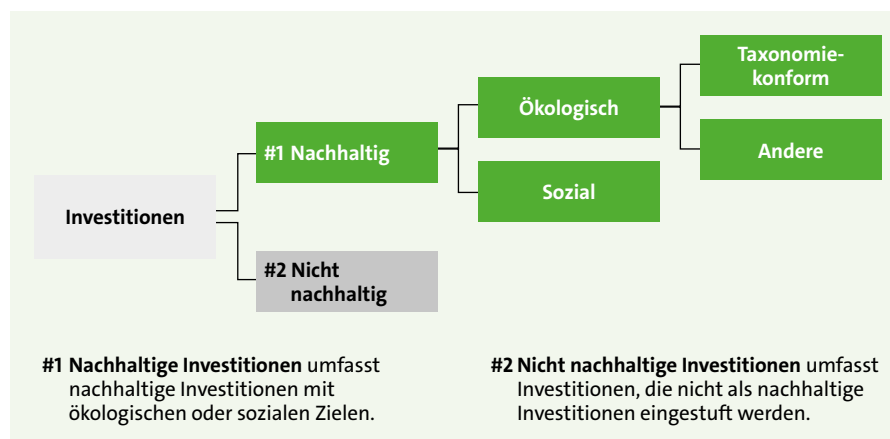 Taxonomie-
konform
Ökologisch
#1 Nachhaltig
Andere
Sozial
Investitionen
#2 Nicht
nachhaltig
#1 Nachhaltige Investitionen umfasst
nachhaltige Investitionen mit
ökologischen oder sozialen Zielen.
#2 Nicht nachhaltige Investitionen umfasst
Investitionen, die nicht als nachhaltige
Investitionen eingestuft werden.